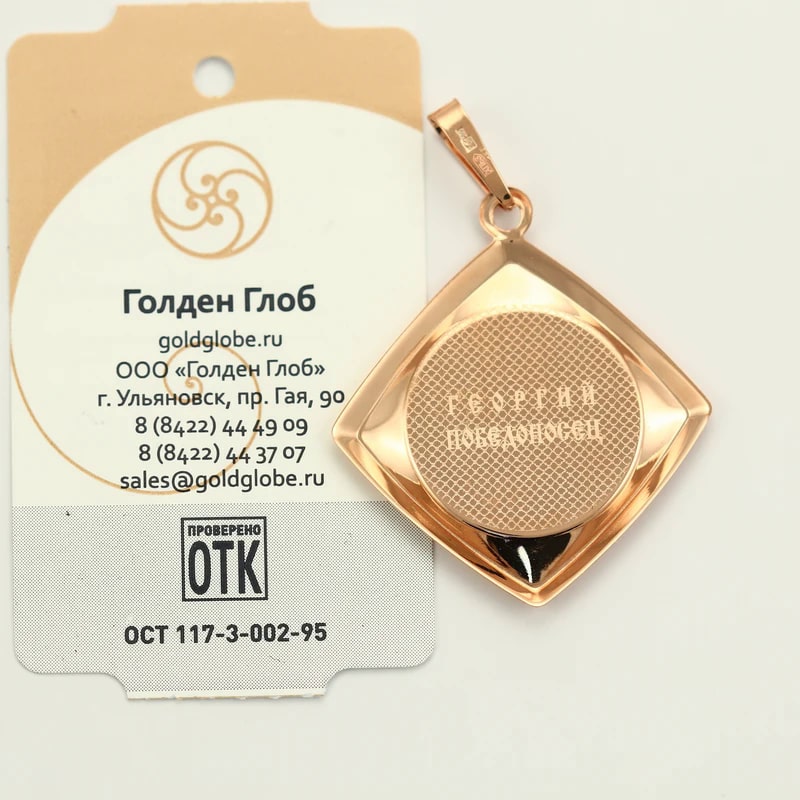 Голден Глоб
goldglobe.ru
ООО «Голден Глоб»
г. Ульяновск, пр. Гая, 90
8 (8422) 44 49 09
8 (8422) 44 37 07
sales@goldglobe.ru
ПРОВЕРЕНО
ОТК
ОСТ 117-3-002-95
ГЕОРГИЙ
ПОБЕДОНОСЕЦ